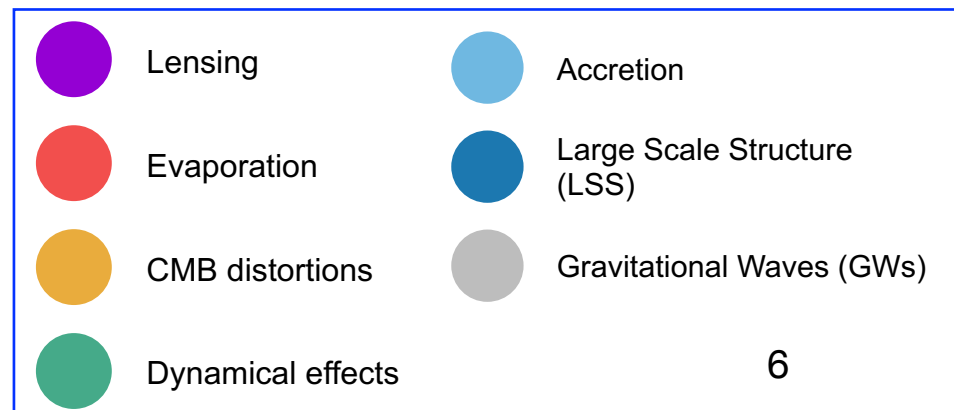 Lensing
Evaporation
CMB distortions
Dynamical effects
Accretion
Large Scale Structure
(LSS)
Gravitational Waves (GWs)
6